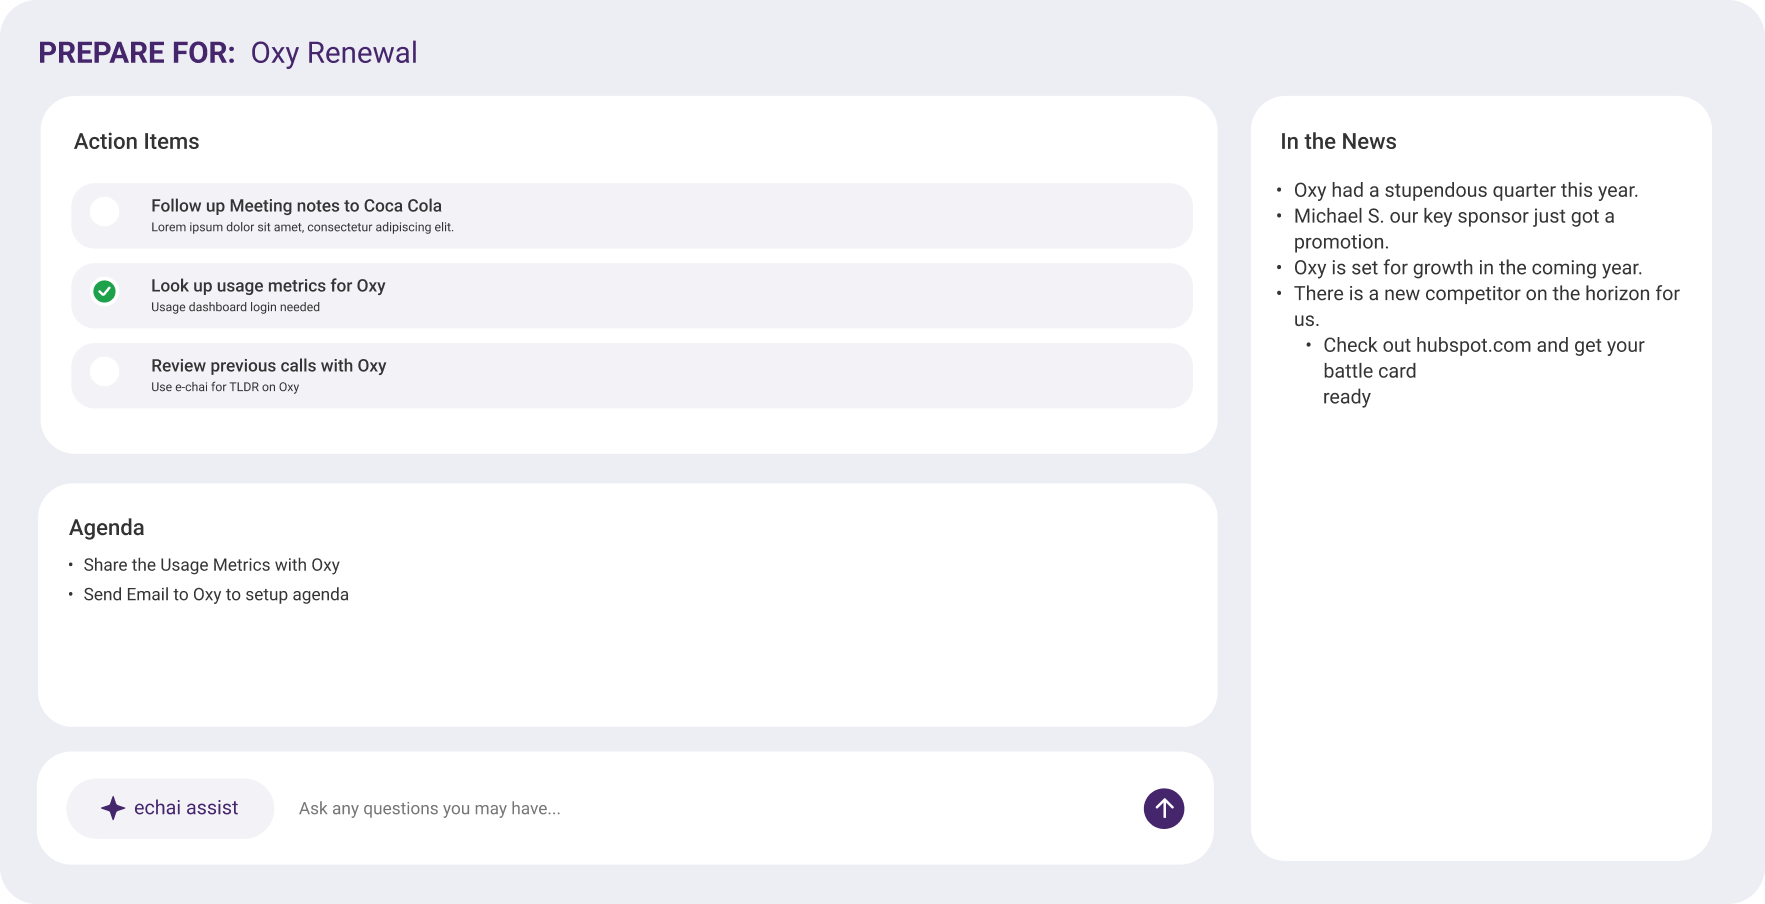 PREPARE FOR: Oxy Renewal
Action Items
Follow up Meeting notes to Coca Cola
Lorem ipsum dolor sit amet, consectetur adipiscing elit.
Look up usage metrics for Oxy
Usage dashboard login needed
Review previous calls with Oxy
Use e-chai for TLDR on Oxy
Agenda
• Share the Usage Metrics with Oxy
• Send Email to Oxy to setup agenda
echai assist
Ask any questions you may have...
In the News
• Oxy had a stupendous quarter this year.
• Michael S. our key sponsor just got a
promotion.
• Oxy is set for growth in the coming year.
• There is a new competitor on the horizon for
us.
• Check out hubspot.com and get your
battle card
ready